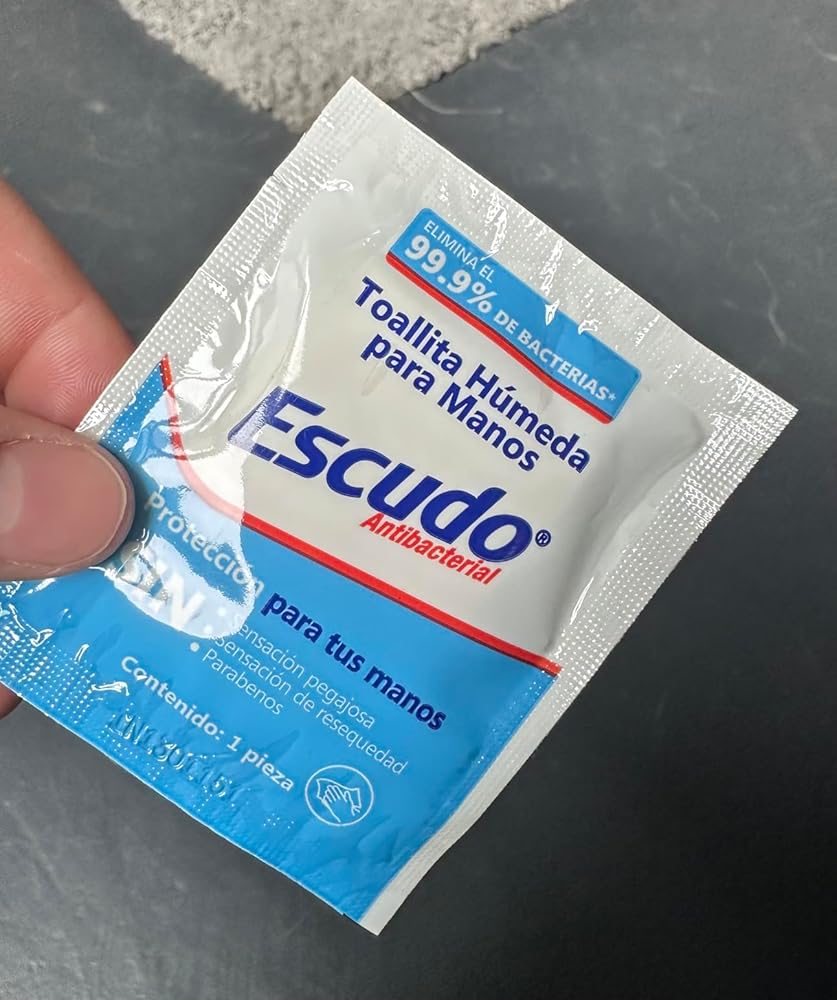 ELIMINA EL
99.9% DE BACTERIAS*
Toallita Húmeda
para Manos
Escudo®
Antibacterial
Protección para tus manos
SIN:
• Sensación pegajosa
• Sensación de resequedad
• Parabenos
Contenido: 1 pieza